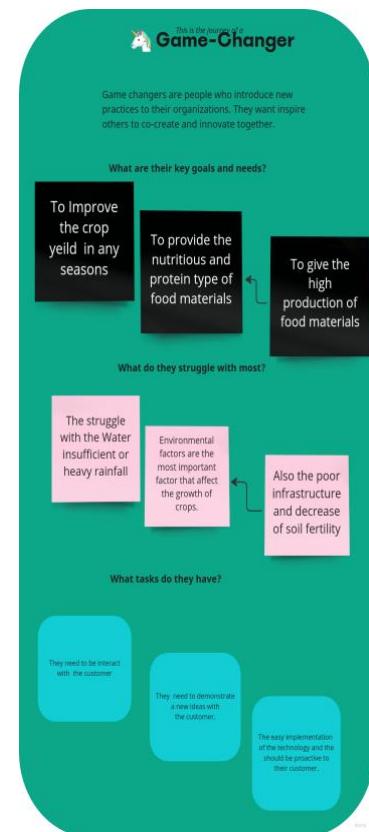 This is the journey of a
Game-Changer
Game changers are people who introduce new
practices to their organizations. They want inspire
others to co-create and innovate together.
What are their key goals and needs?
To Improve
the crop
yeild in any
seasons
To provide the
nutritious and
protein type of
food materials
To give the
high
production of
food materials
What do they struggle with most?
The struggle
with the Water
insufficient or
heavy rainfall
Environmental
factors are the
most important
factor that affect
the growth of
crops.
Also the poor
infrastructure
and decrease
of soil fertility
What tasks do they have?
They need to be interact
with the customer
They need to demonstrate
a new ideas with
the customer.
The easy implementation
of the technology and the
should be proactive to
their customer.